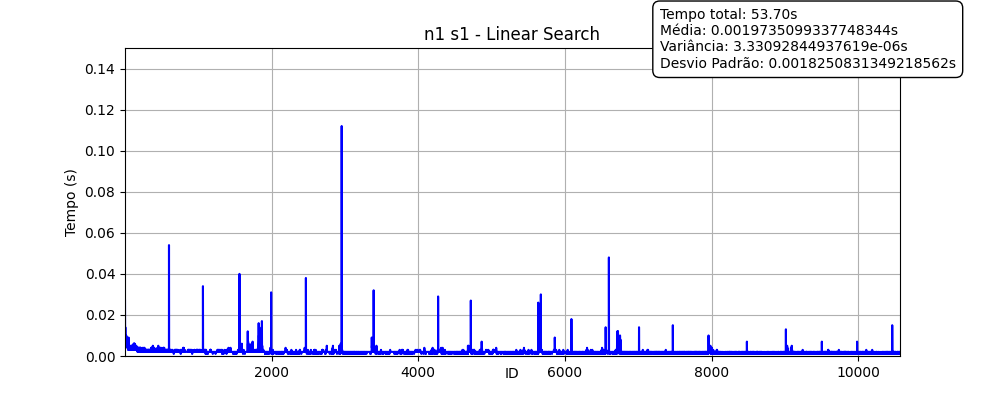 Tempo total: 53.70s
Média: 0.0019735099337748344s
Variância: 3.33092844937619e-06s
Desvio Padrão: 0.0018250831349218562s
n1 s1 - Linear Search
0.14
0.12
0.10
0.08
0.06
0.04
0.02
0.00
Tempo (s)
2000
4000
6000
8000
10000
ID